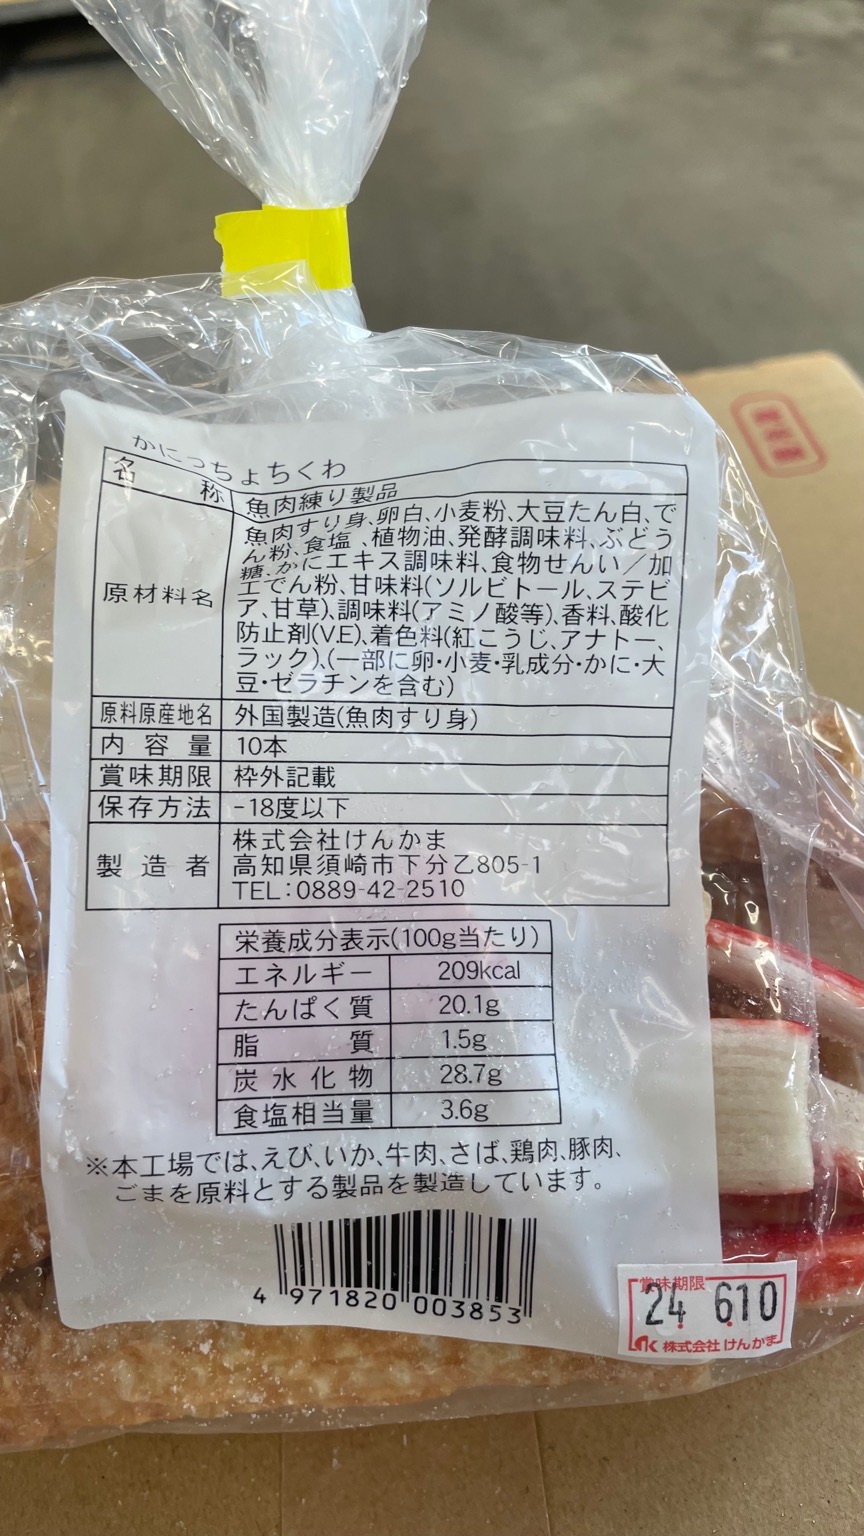 かにっちょちくわ
名称 魚肉練り製品
原材料名 魚肉すり身、卵白、小麦粉、大豆たん白、で
ん粉、食塩、植物油、発酵調味料、ぶどう
糖、かにエキス調味料、食物せんい/加
工でん粉、甘味料(ソルビトール、ステビ
ア、甘草)、調味料(アミノ酸等)、香料、酸化
防止剤(V.E)、着色料(紅こうじ、アナトー、
ラック)、(一部に卵・小麦・乳成分・かに・大
豆・ゼラチンを含む)
原料原産地名 外国製造(魚肉すり身)
内容量 10本
賞味期限 枠外記載
保存方法 -18度以下
製造者 株式会社けんかま
高知県須崎市下分乙805-1
TEL:0889-42-2510
栄養成分表示(100g当たり)
エネルギー 209kcal
たんぱく質 20.1g
脂質 1.5g
炭水化物 28.7g
食塩相当量 3.6g
※本工場では、えび、いか、牛肉、さば、鶏肉、豚肉、
ごまを原料とする製品を製造しています。
4 971820 003853
賞味期限
24. 6.10
株式会社けんかま